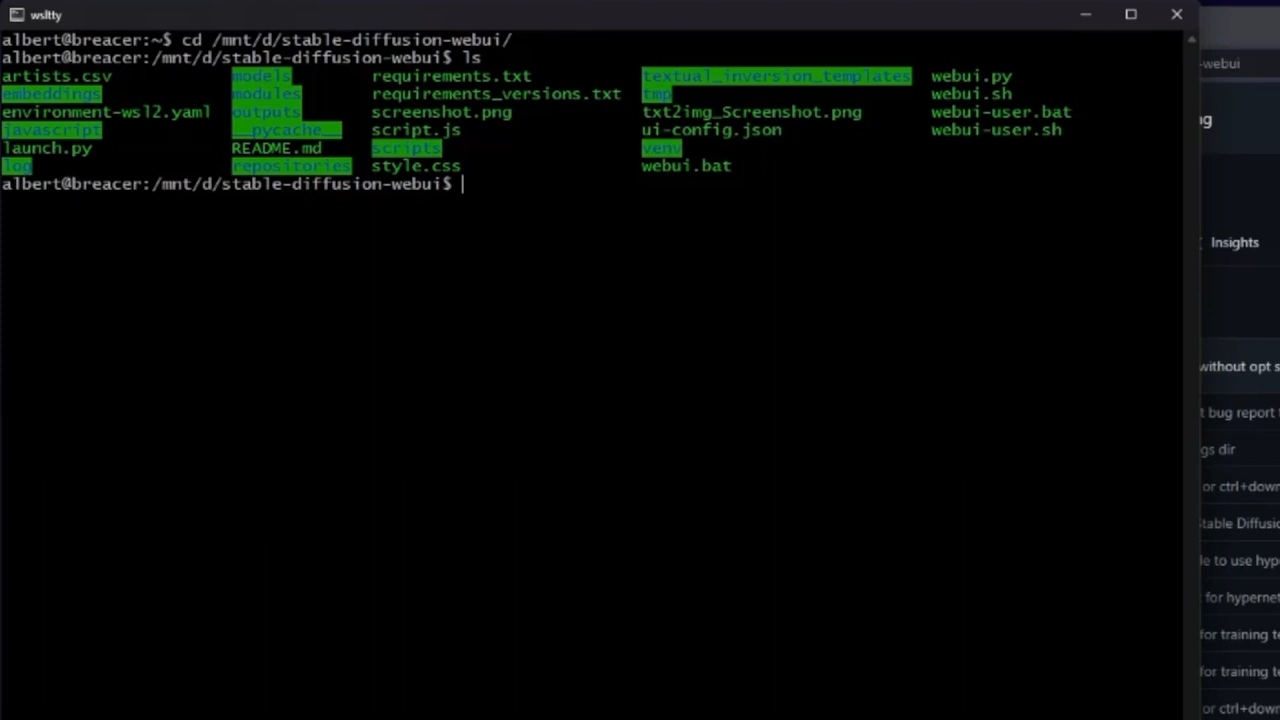 wsltty
albert@breacer:~$ cd /mnt/d/stable-diffusion-webui/
albert@breacer:/mnt/d/stable-diffusion-webui$ ls
artists.csv models requirements.txt textual_inversion_templates webui.py
embeddings modules requirements_versions.txt tmp webui.sh
environment-wsl2.yaml outputs screenshot.png txt2img_Screenshot.png webui-user.bat
javascript __pycache__ script.js ui-config.json webui-user.sh
launch.py README.md scripts venv
log repositories style.css webui.bat
albert@breacer:/mnt/d/stable-diffusion-webui$
-webui
Insights
without opt s
t bug report
gs dir
or ctrl+down
Stable Diffusio
le to use hype
for hypernet
for training te
for training te
or ctrl+down